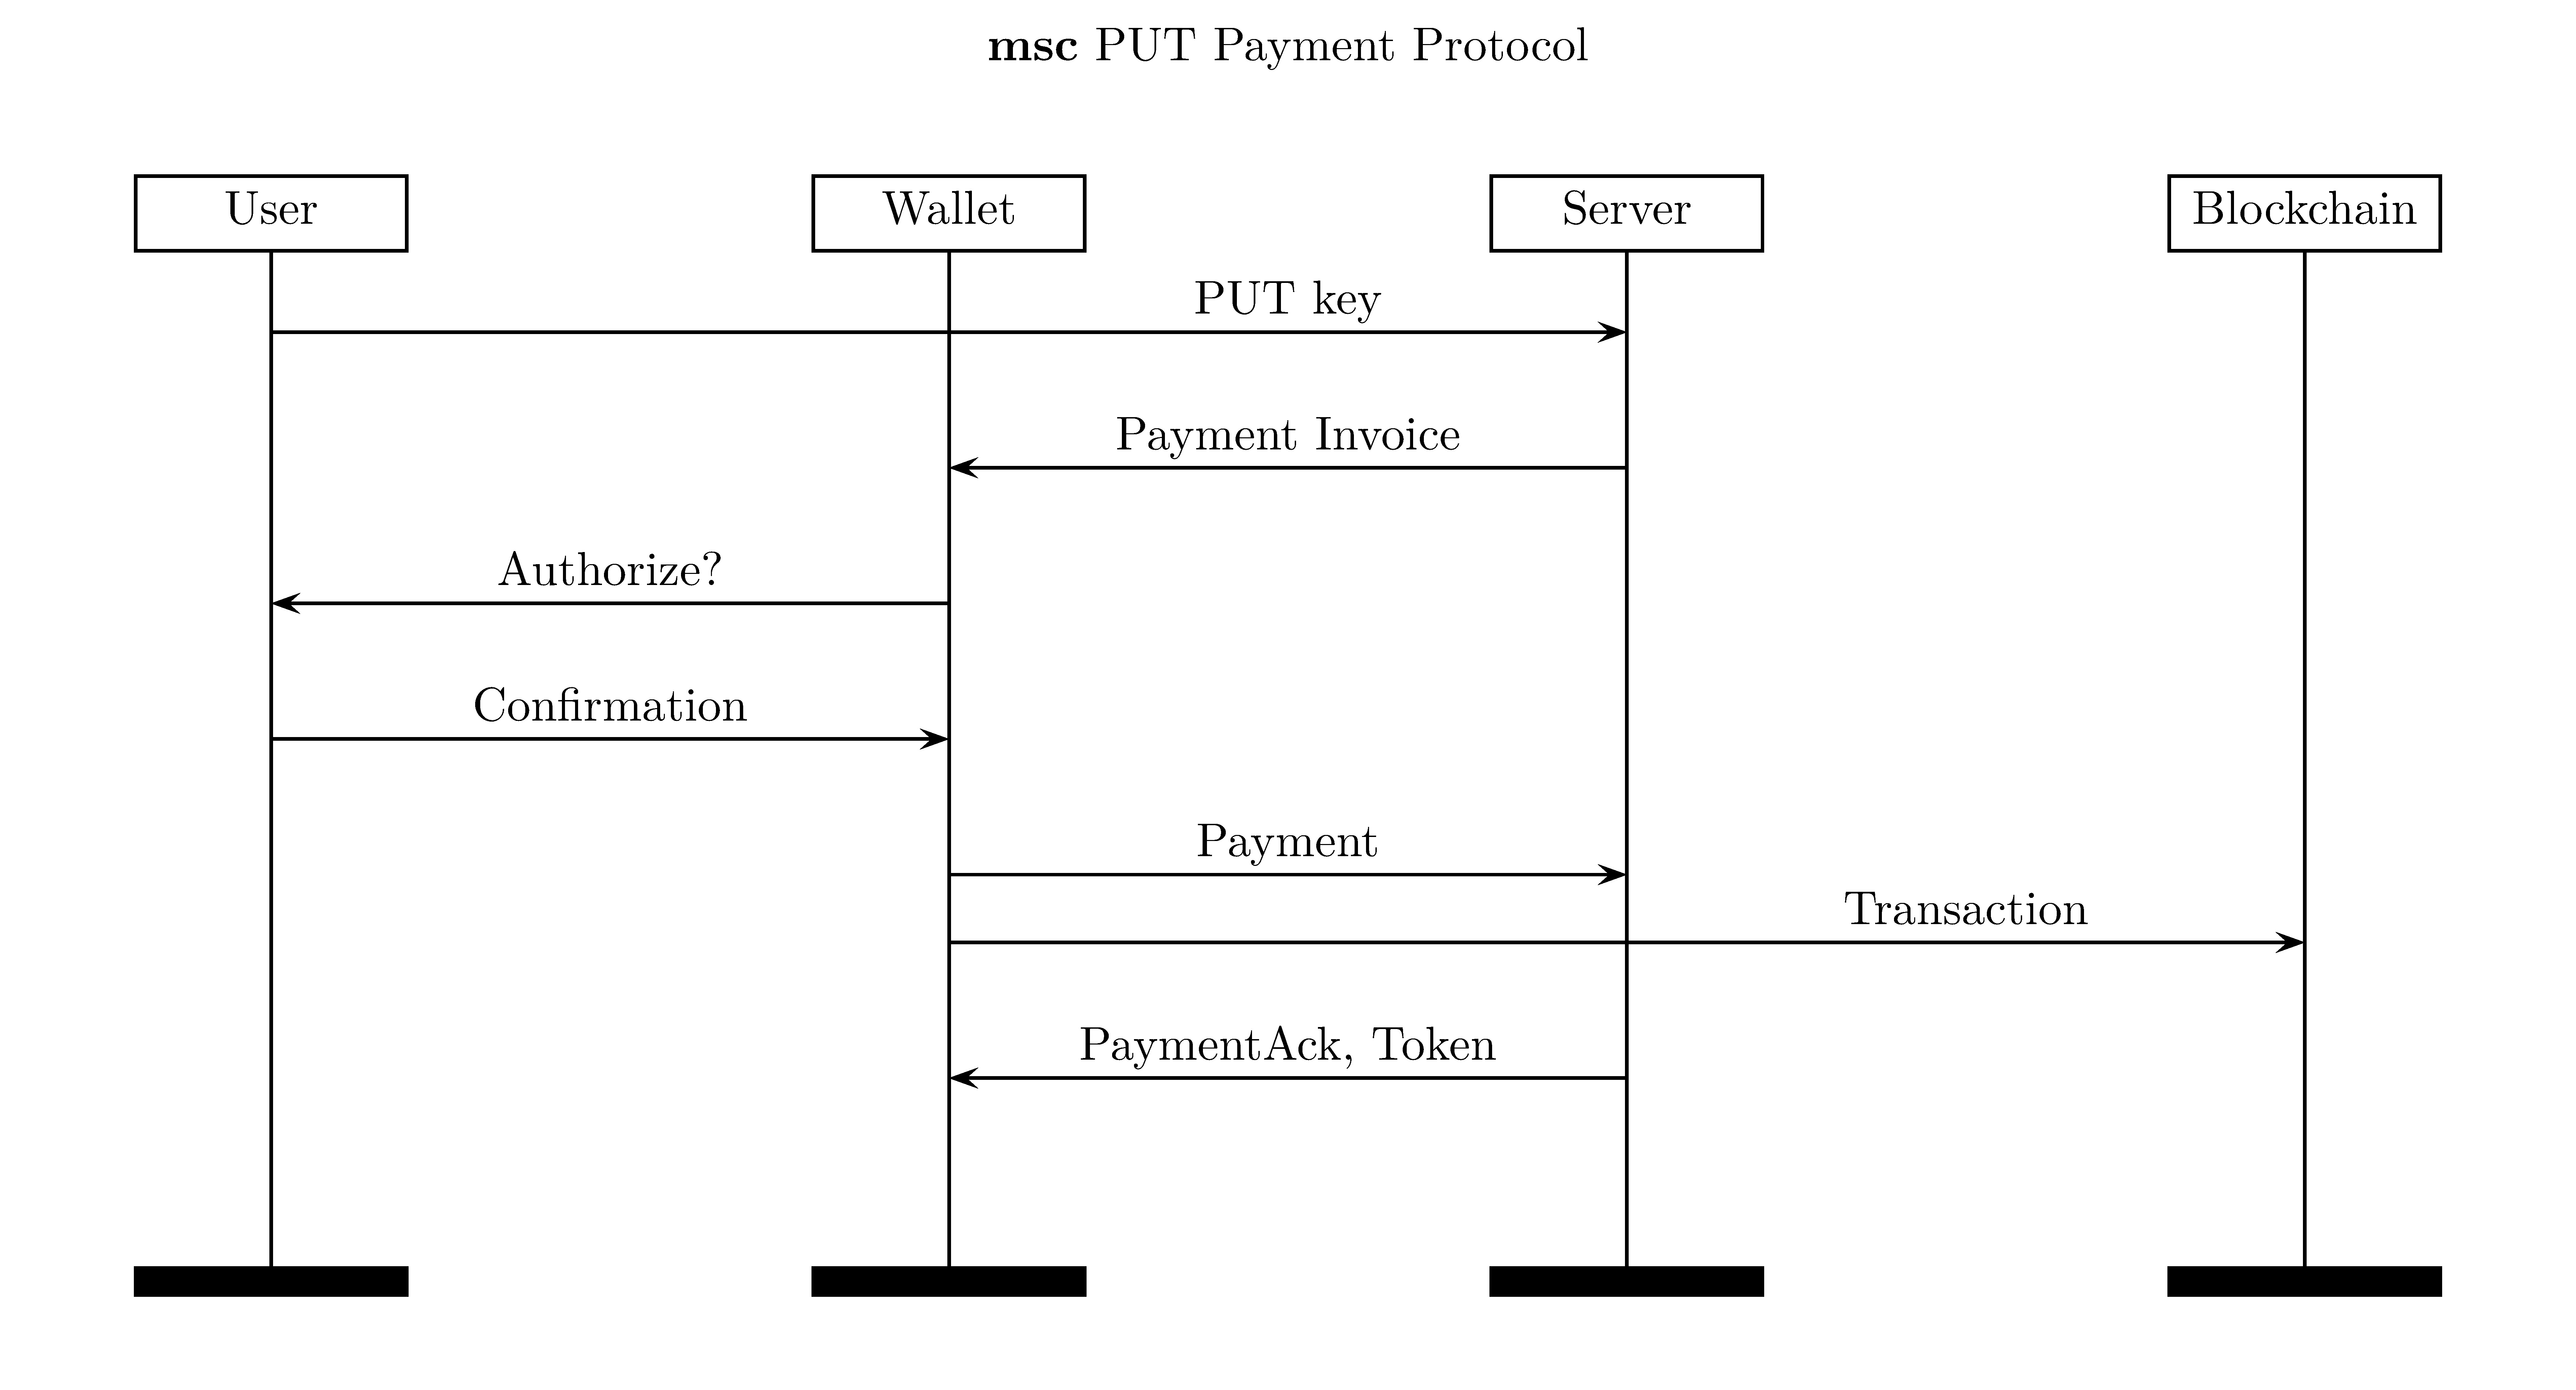 msc PUT Payment Protocol
User
Wallet
Server
Blockchain
PUT key
Payment Invoice
Authorize?
Confirmation
Payment
Transaction
PaymentAck, Token